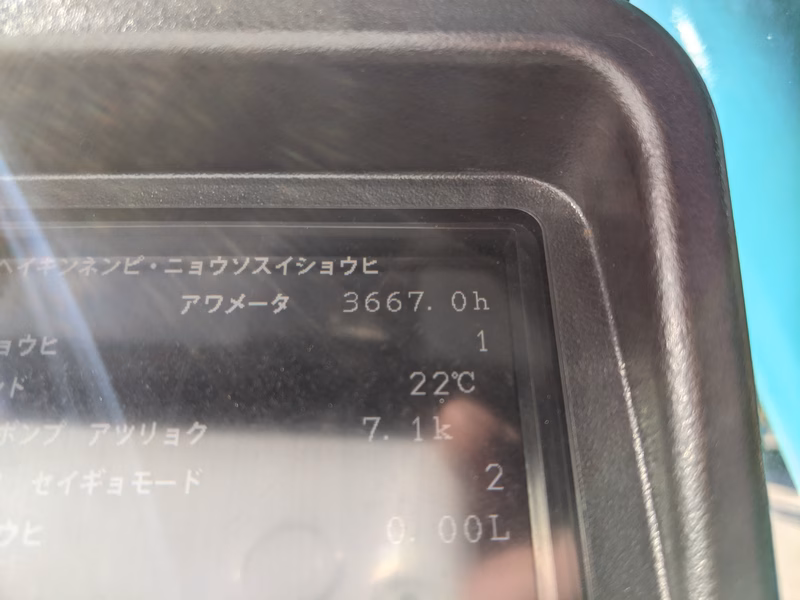 ヘイキンネンピ・ニョウソスイショウヒ
アワメータ 3667.0h
ョウヒ 1
ンド 22℃
ポンプ アツリョク 7.1k
セイギョモード 2
ウヒ 0.00L